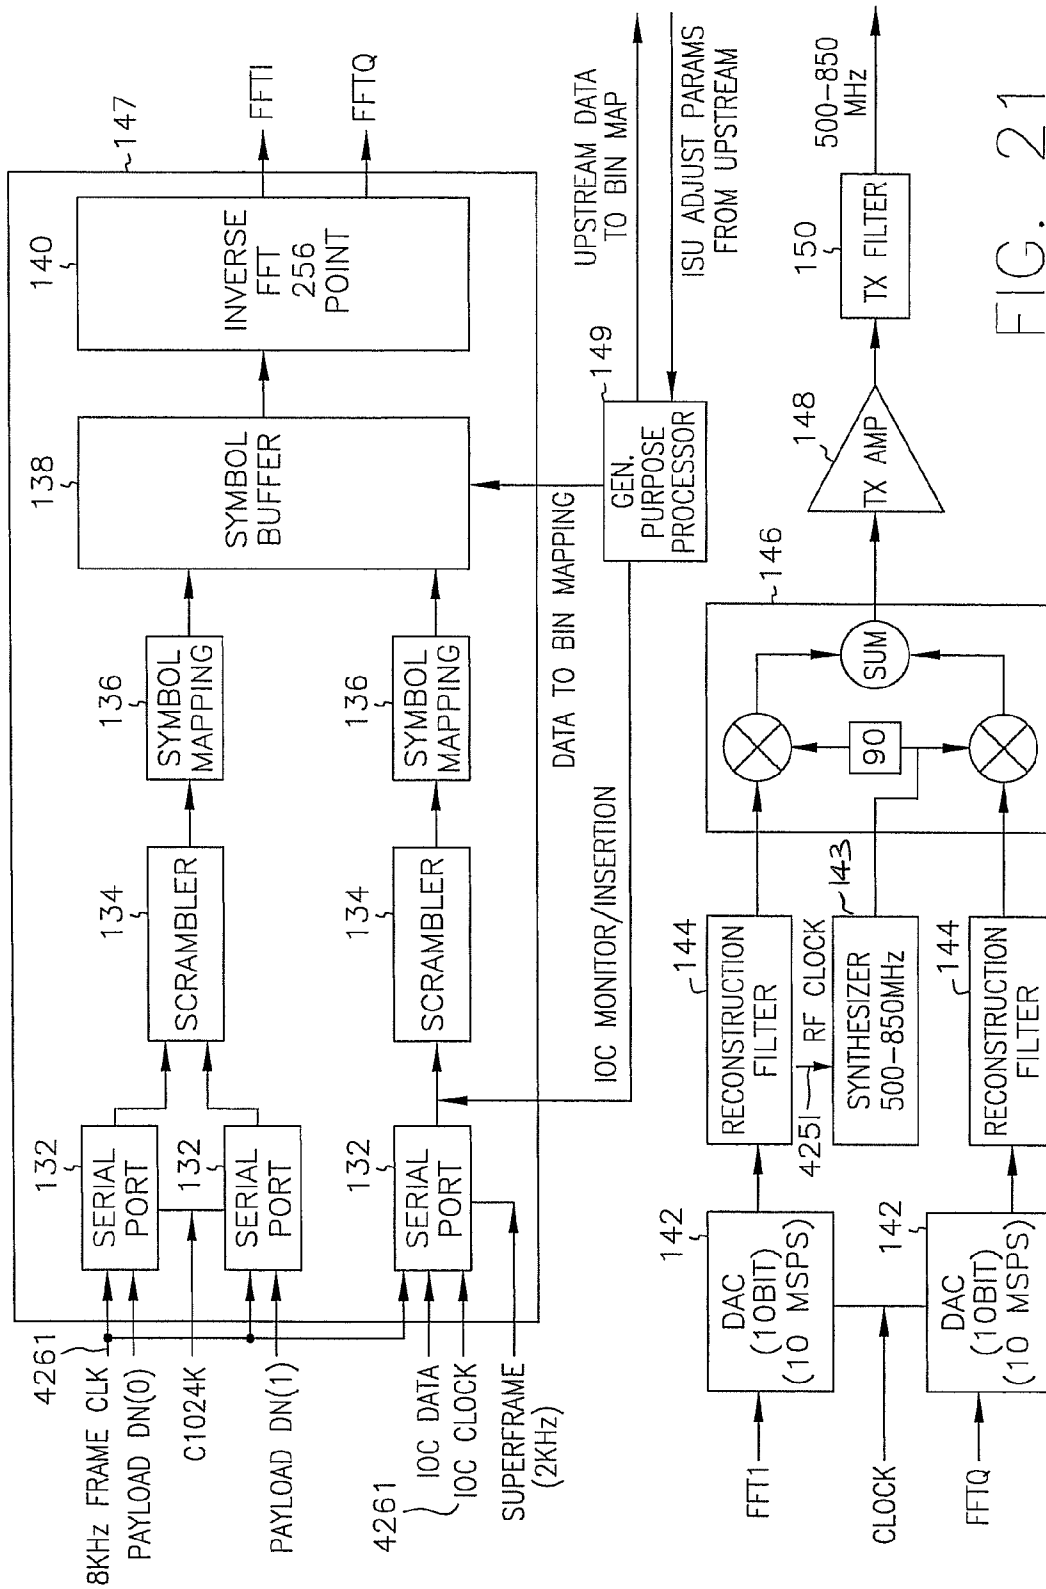 8KHz FRAME CLK
4261
PAYLOAD DN(0)
C1024K
PAYLOAD DN(1)
4261
IOC DATA
IOC CLOCK
SUPERFRAME
(2KHz)
132
SERIAL
PORT
132
SERIAL
PORT
132
SERIAL
PORT
134
SCRAMBLER
134
SCRAMBLER
136
SYMBOL
MAPPING
136
SYMBOL
MAPPING
138
SYMBOL
BUFFER
140
INVERSE
FFT
256
POINT
147
FFTI
FFTQ
IOC MONITOR/INSERTION
DATA TO BIN MAPPING
149
GEN.
PURPOSE
PROCESSOR
UPSTREAM DATA
TO BIN MAP
ISU ADJUST PARAMS
FROM UPSTREAM
FFT1
CLOCK
FFTQ
142
DAC
(10BIT)
(10 MSPS)
142
DAC
(10BIT)
(10 MSPS)
144
RECONSTRUCTION
FILTER
4251
RF CLOCK
143
SYNTHESIZER
500-850MHz
144
RECONSTRUCTION
FILTER
146
90
SUM
148
TX AMP
150
TX FILTER
500-850
MHz
FIG. 21